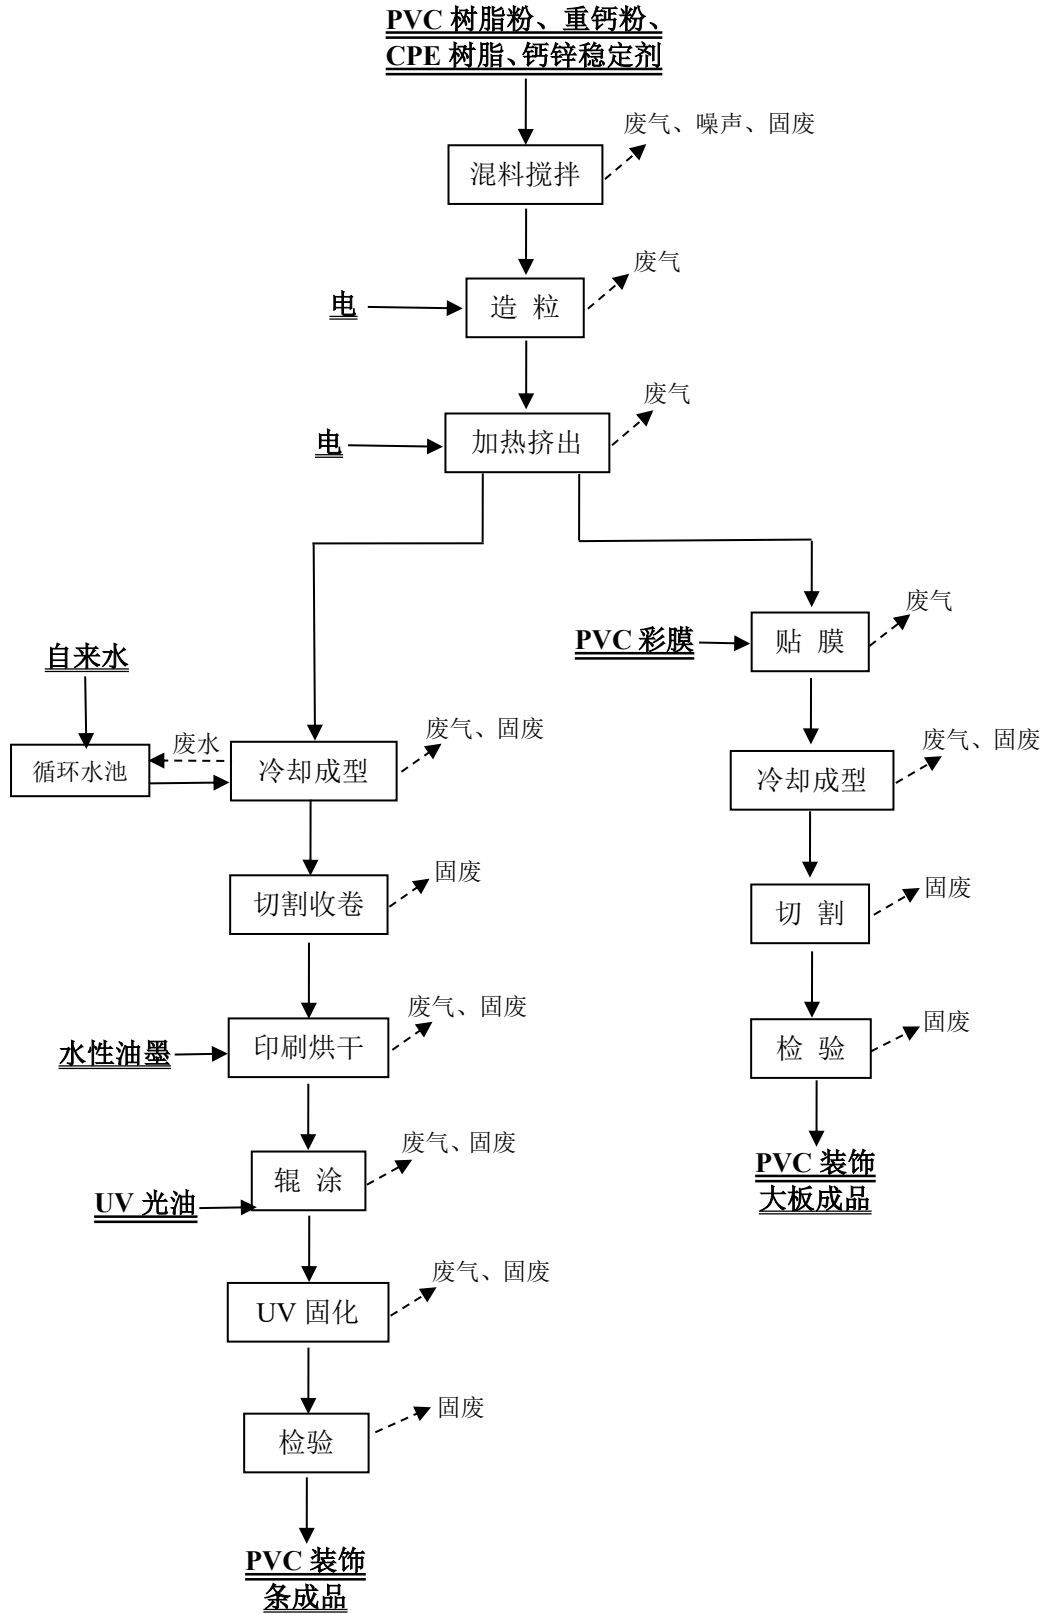 PVC 树脂粉、重钙粉、
CPE 树脂、钙锌稳定剂
废气、噪声、固废
混料搅拌
废气
电
造 粒
废气
电
加热挤出
废气
PVC 彩膜
贴 膜
自来水
废气、固废
废水
循环水池
冷却成型
废气、固废
冷却成型
固废
切割收卷
固废
切 割
废气、固废
水性油墨
印刷烘干
固废
检 验
废气、固废
辊 涂
UV 光油
PVC 装饰
大板成品
废气、固废
UV 固化
固废
检验
PVC 装饰
条成品